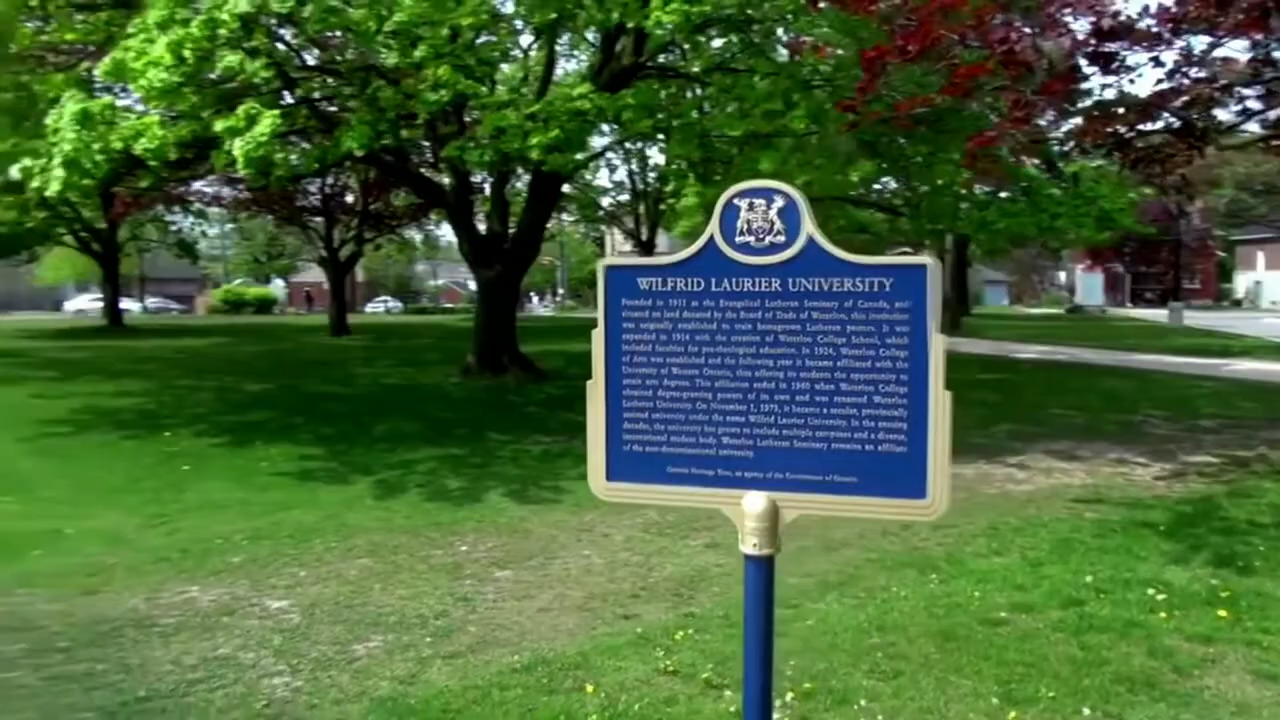 WILFRID LAURIER UNIVERSITY
Founded in 1911 as the Evangelical Lutheran Seminary of Canada, and
situated on land donated by the Board of Trade of Waterloo, this institution
was originally established to train homegrown Lutheran pastors. It was
expanded in 1914 with the creation of Waterloo College School, which
included faculties for pre-theological education. In 1924, Waterloo College
of Arts was established and the following year it became affiliated with the
University of Western Ontario, thus offering its students the opportunity to
attain arts degrees. This affiliation ended in 1960 when Waterloo College
obtained degree-granting powers of its own and was renamed Waterloo
Lutheran University. On November 1, 1973, it became a secular, provincially
assisted university under the name Wilfrid Laurier University. In the ensuing
decades, the university has grown to include multiple campuses and a diverse,
international student body. Waterloo Lutheran Seminary remains an affiliate
of the non-denominational university.
Ontario Heritage Trust, an agency of the Government of Ontario